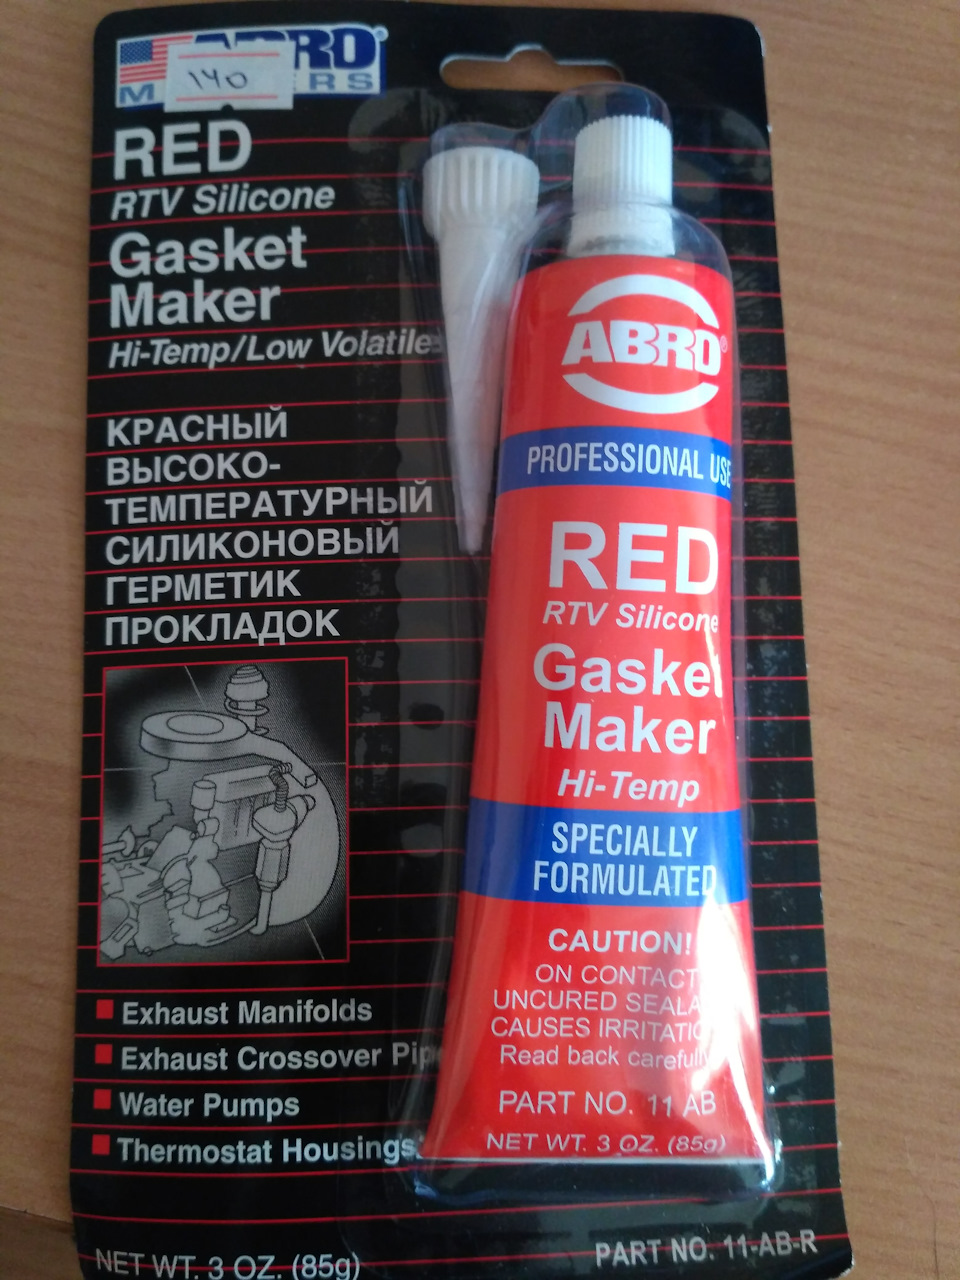 ABRO
140
RED
RTV Silicone
Gasket
Maker
Hi-Temp/Low Volatile
КРАСНЫЙ
ВЫСОКО-
ТЕМПЕРАТУРНЫЙ
СИЛИКОНОВЫЙ
ГЕРМЕТИК
ПРОКЛАДОК
Exhaust Manifolds
Exhaust Crossover Pip
Water Pumps
Thermostat Housings
NET WT. 3 OZ. (85g)
PART NO. 11-AB-R
ABRO®
PROFESSIONAL USE
RED
RTV Silicone
Gasket
Maker
Hi-Temp
SPECIALLY
FORMULATED
CAUTION!
ON CONTACT
UNCURED SEALA
CAUSES IRRITATIO
Read back carefully
PART NO. 11 AB
NET WT. 3 OZ. (85g)